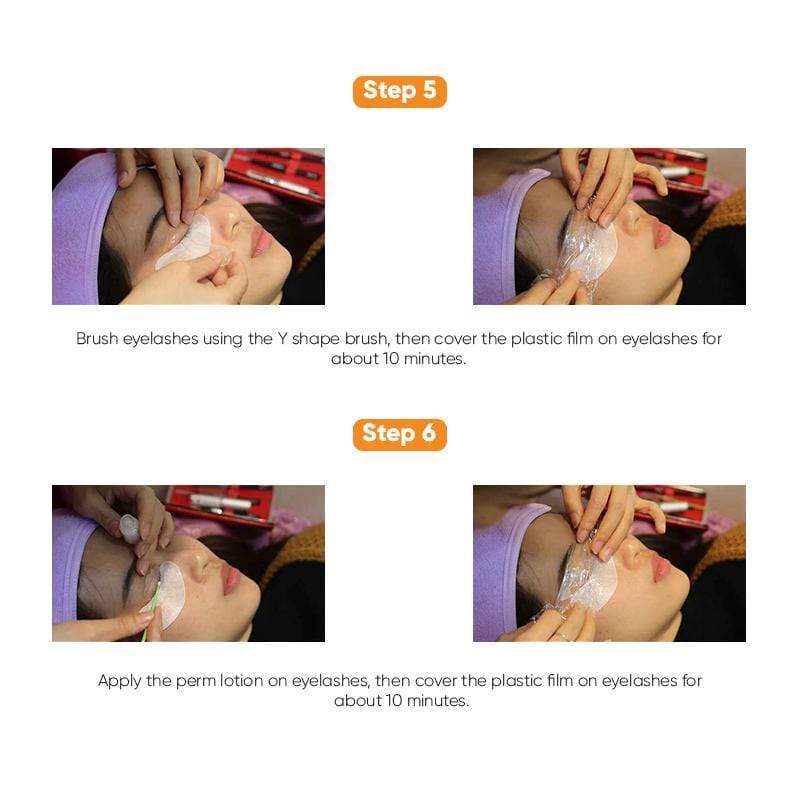 Step 5
Brush eyelashes using the Y shape brush, then cover the plastic film on eyelashes for
about 10 minutes.
Step 6
Apply the perm lotion on eyelashes, then cover the plastic film on eyelashes for
about 10 minutes.